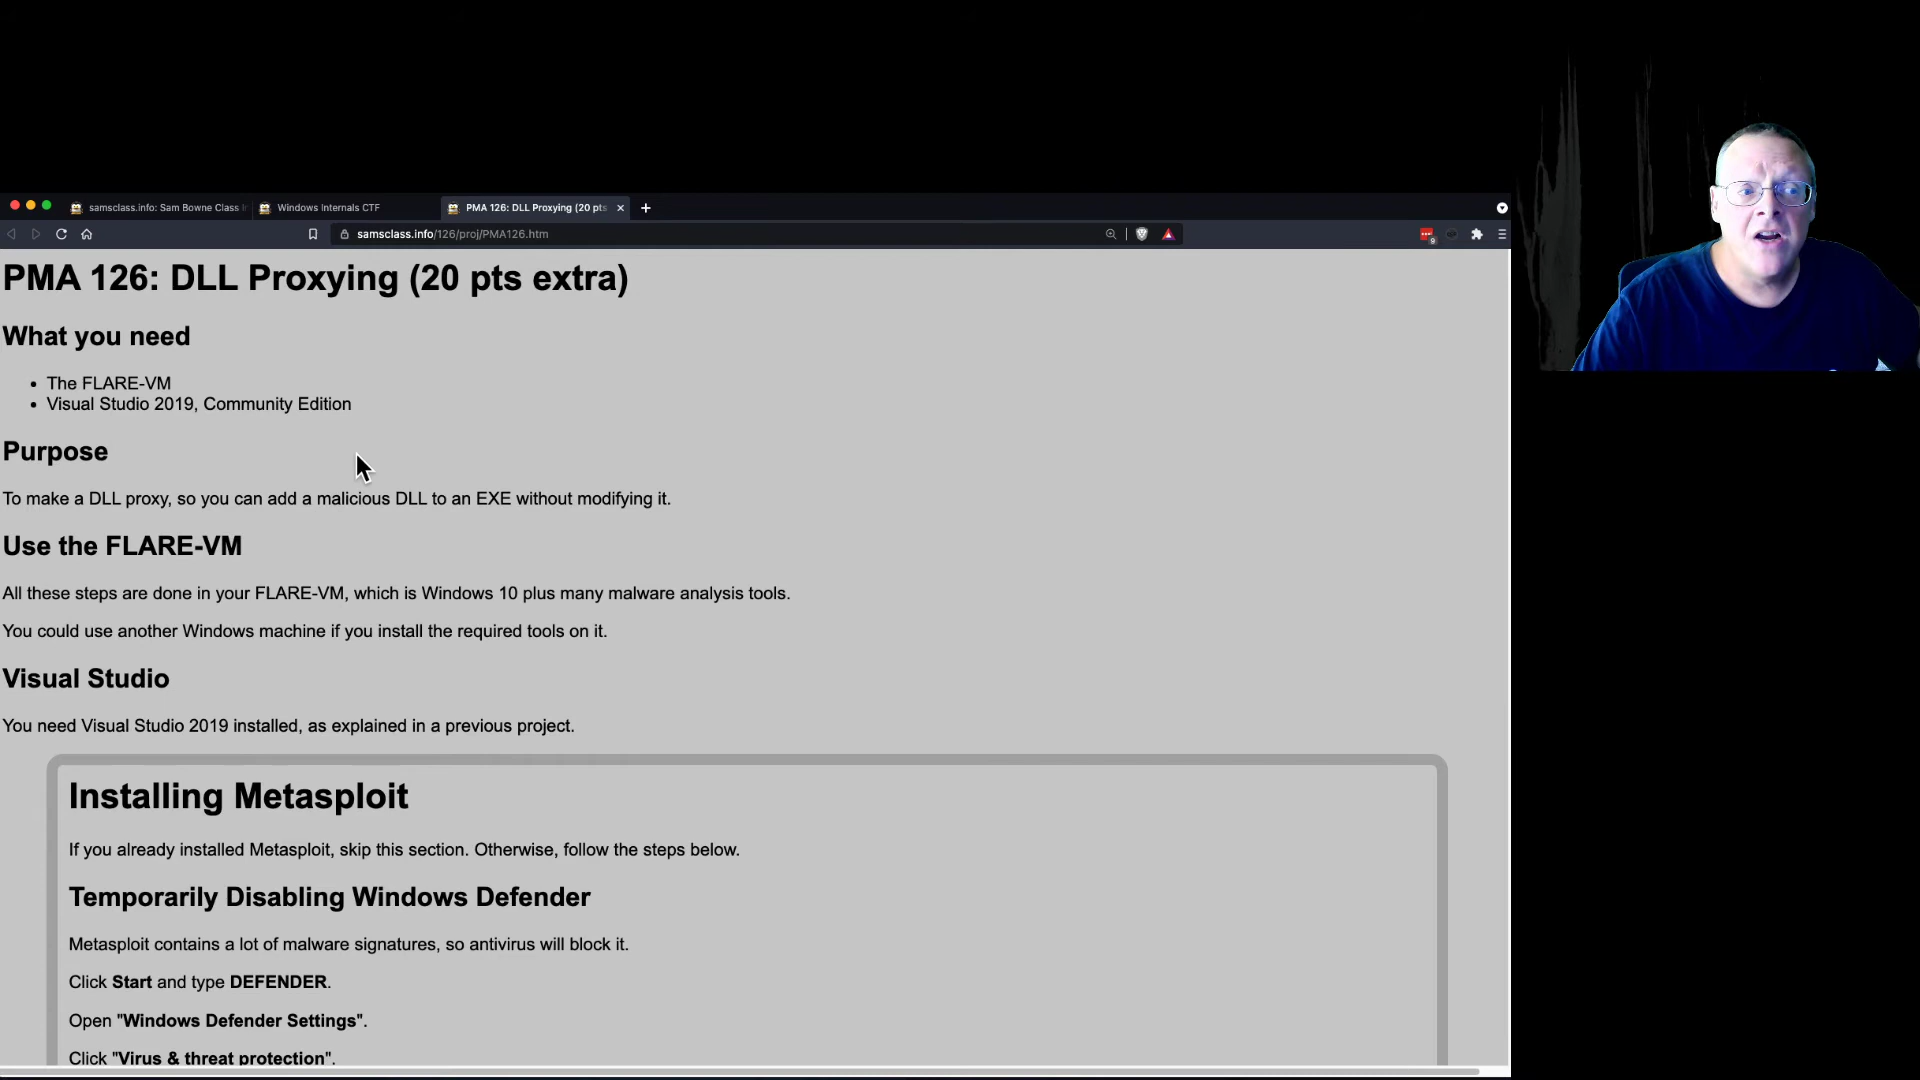 samsclass.info: Sam Bowne Class I
Windows Internals CTF
PMA 126: DLL Proxying (20 pts
samsclass.info/126/proj/PMA126.htm
9
PMA 126: DLL Proxying (20 pts extra)
What you need
• The FLARE-VM
• Visual Studio 2019, Community Edition
Purpose
To make a DLL proxy, so you can add a malicious DLL to an EXE without modifying it.
Use the FLARE-VM
All these steps are done in your FLARE-VM, which is Windows 10 plus many malware analysis tools.
You could use another Windows machine if you install the required tools on it.
Visual Studio
You need Visual Studio 2019 installed, as explained in a previous project.
Installing Metasploit
If you already installed Metasploit, skip this section. Otherwise, follow the steps below.
Temporarily Disabling Windows Defender
Metasploit contains a lot of malware signatures, so antivirus will block it.
Click Start and type DEFENDER.
Open "Windows Defender Settings".
Click "Virus & threat protection".